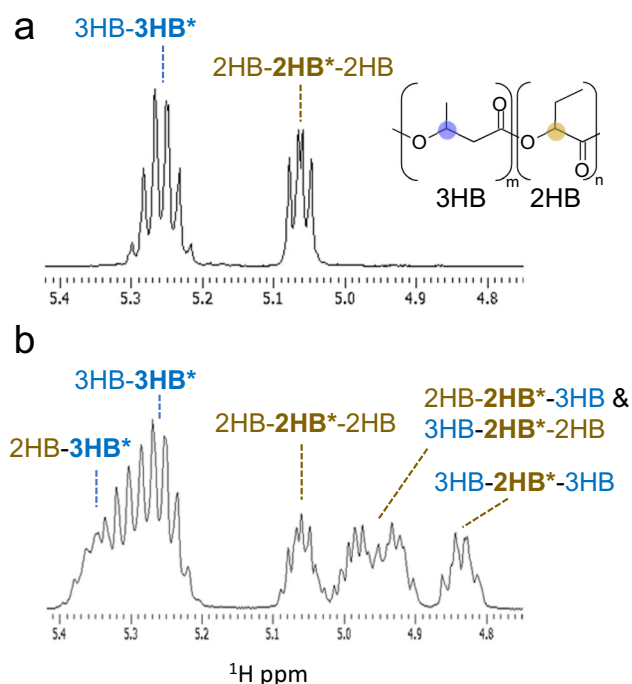 a
3HB-3HB*
2HB-2HB*-2HB
O
O
O
O
m
n
3HB
2HB
5.4 5.3 5.2 5.1 5.0 4.9 4.8
b
3HB-3HB*
2HB-3HB*
2HB-2HB*-2HB
2HB-2HB*-3HB &
3HB-2HB*-2HB
3HB-2HB*-3HB
5.4 5.3 5.2 5.1 5.0 4.9 4.8
¹H ppm